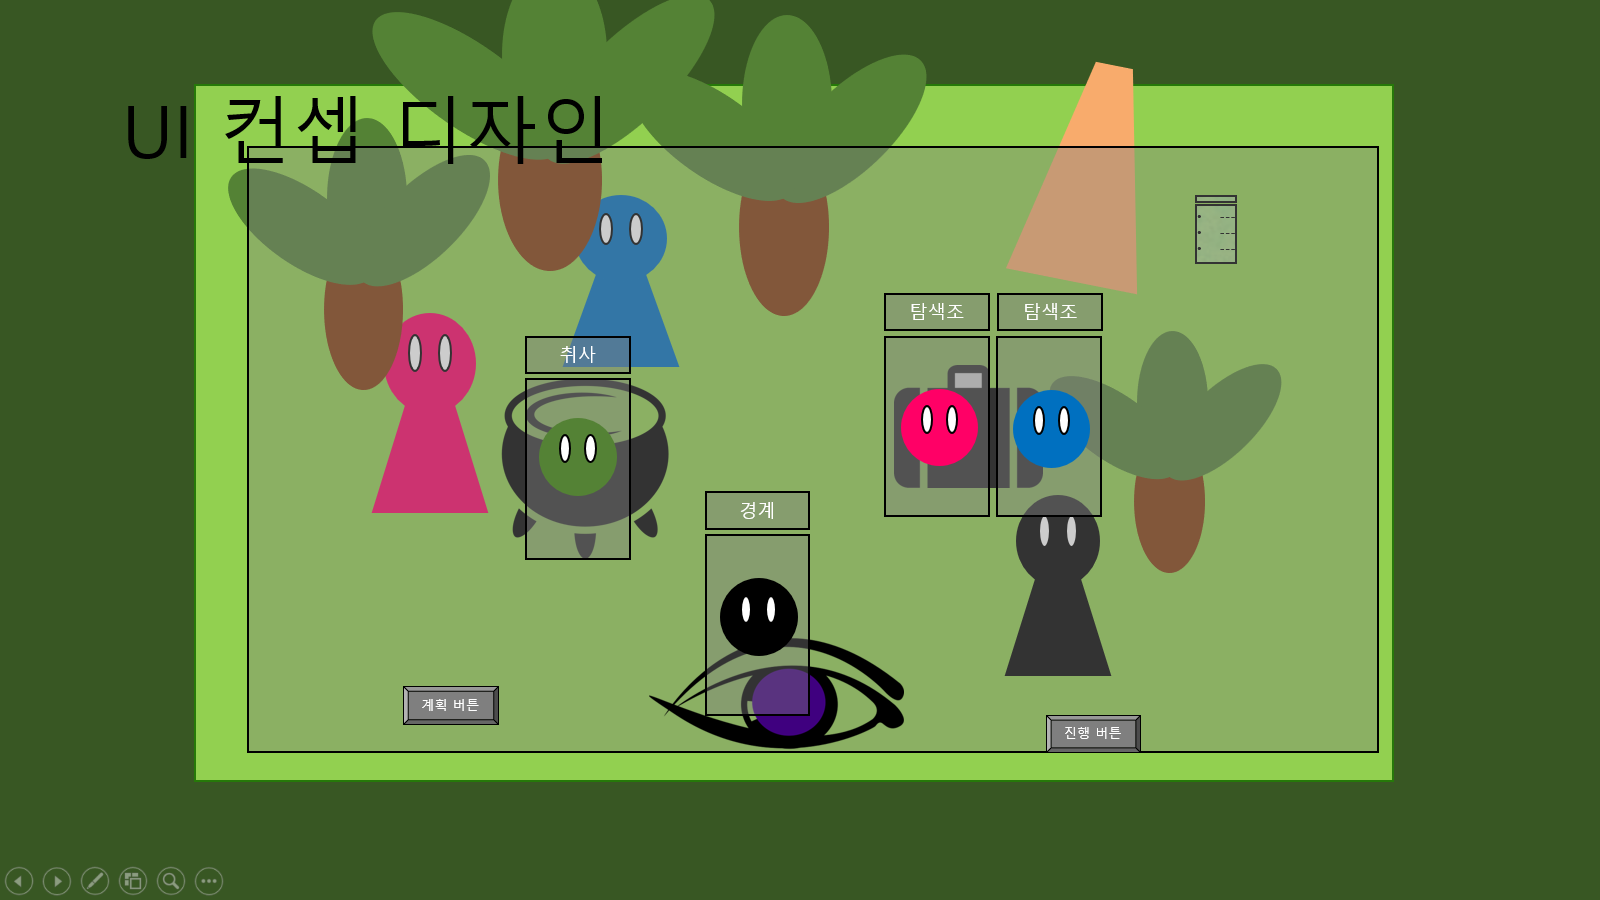 UI 컨셉 디자인
탐색조
탐색조
취사
경계
계획 버튼
진행 버튼